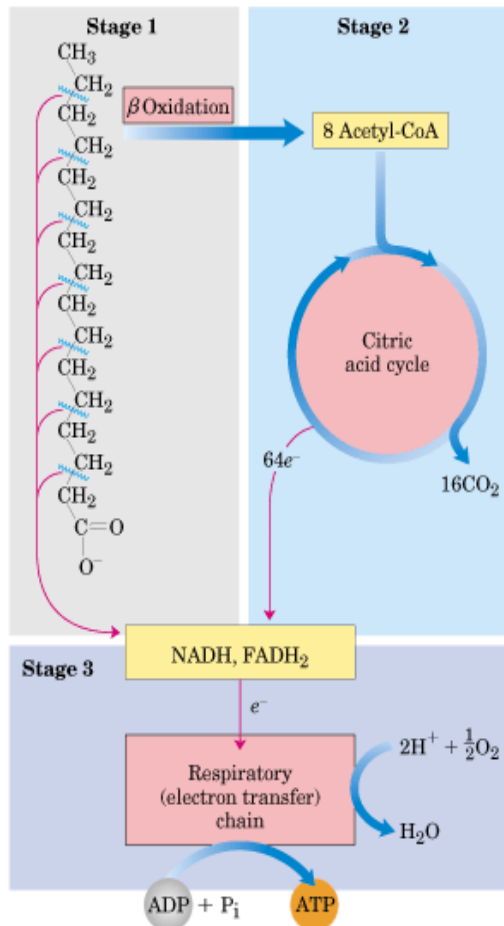 Stage 1
CH₃
CH₂
CH₂
CH₂
CH₂
CH₂
CH₂
CH₂
CH₂
CH₂
CH₂
CH₂
CH₂
CH₂
CH₂
C=O
O⁻
β Oxidation
Stage 2
8 Acetyl-CoA
Citric
acid cycle
64e⁻
16CO₂
NADH, FADH₂
Stage 3
e⁻
Respiratory
(electron transfer)
chain
2H⁺ + ½O₂
H₂O
ADP + Pᵢ
ATP